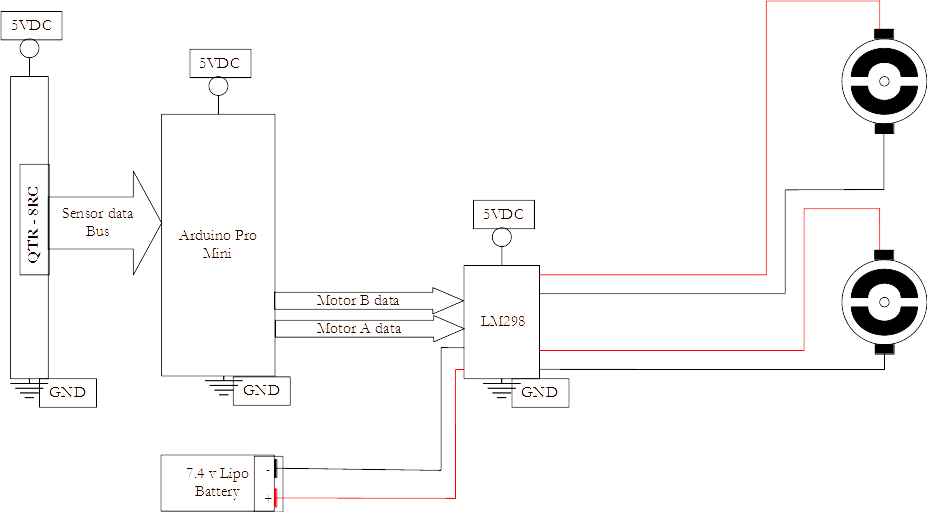 5VDC
QTR - 8RC
Sensor data
Bus
GND
5VDC
Arduino Pro
Mini
GND
Motor B data
Motor A data
5VDC
LM298
GND
7.4 v Lipo
Battery
-
+